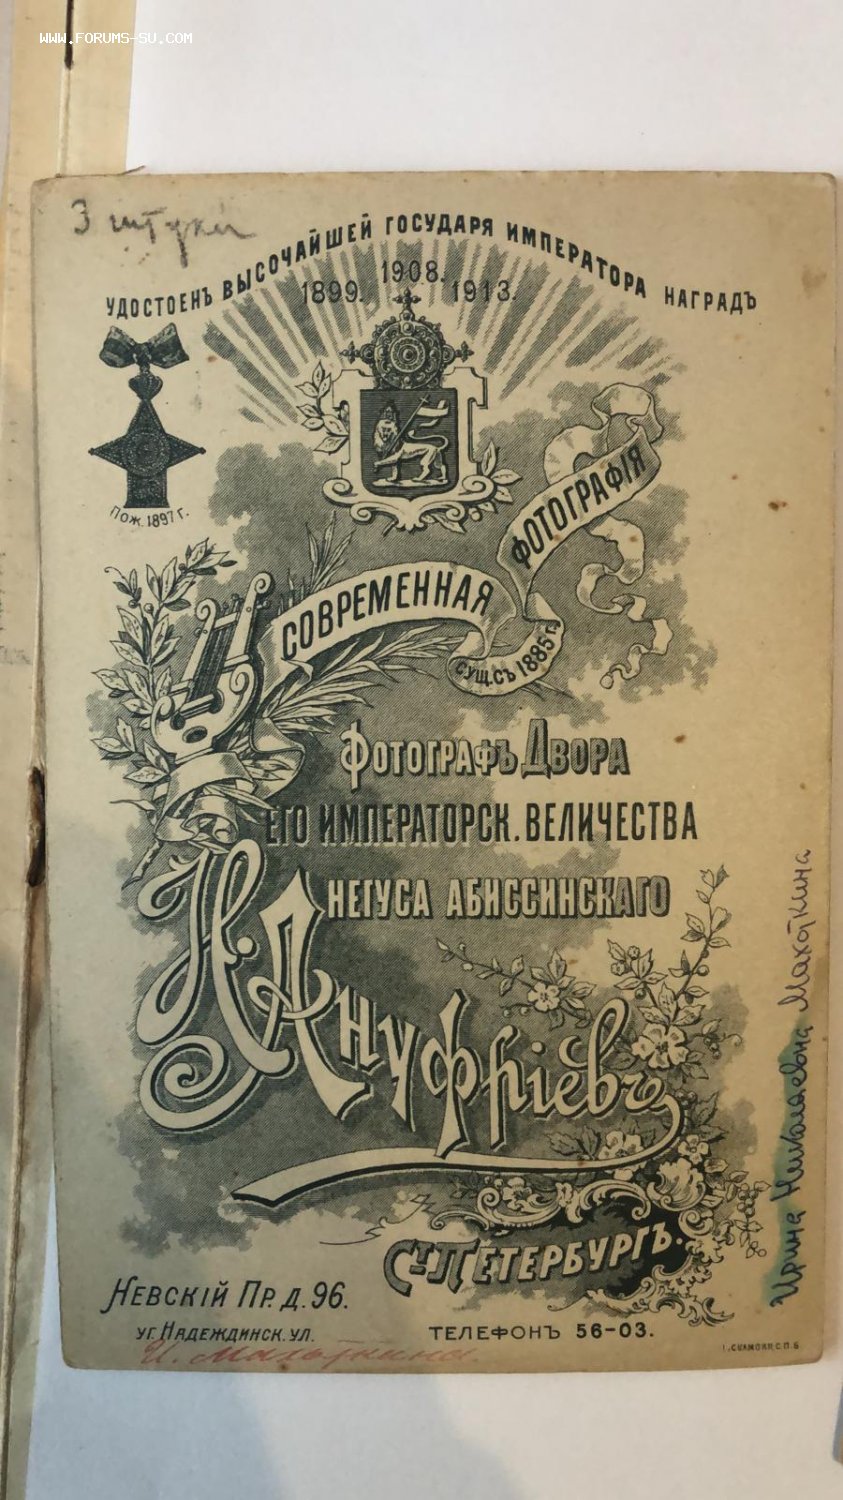 WWW.FORUMS-SU.COM
3 штуки
УДОСТОЕНЪ ВЫСОЧАЙШЕЙ ГОСУДАРЯ ИМПЕРАТОРА НАГРАДЪ
1899. 1908. 1913.
Пож. 1897 г.
СОВРЕМЕННАЯ ФОТОГРАФІЯ
СУЩ. СЪ 1885 г.
ФОТОГРАФЪ ДВОРА
ЕГО ИМПЕРАТОРСК. ВЕЛИЧЕСТВА
НЕГУСА АБИССИНСКАГО
Н. Ануфріевъ
С.ПЕТЕРБУРГЪ.
НЕВСКІЙ ПР. Д. 96.
УГ. НАДЕЖДИНСК. УЛ.
ТЕЛЕФОНЪ 56-03.
И. Махоткина.
Ирина Николаевна Махоткина